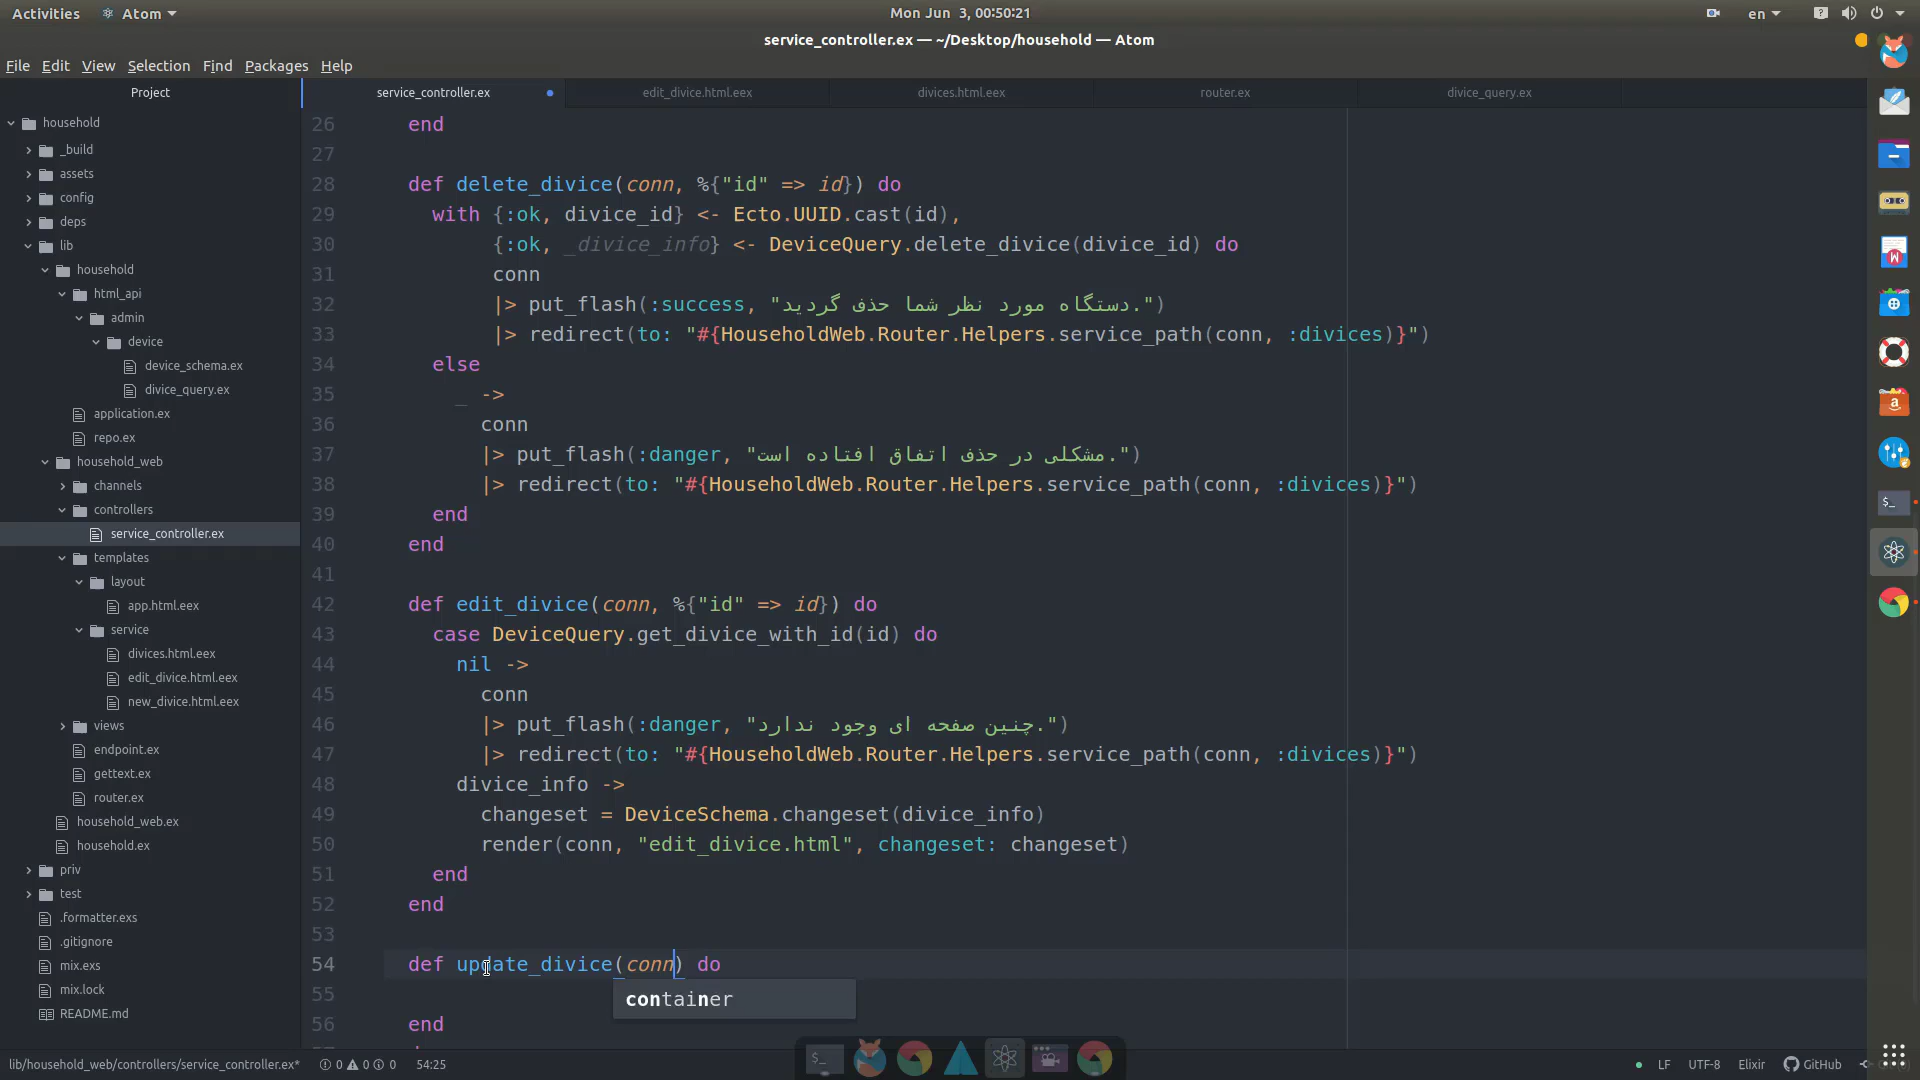 Activities Atom Mon Jun 3, 00:50:21 en
service_controller.ex — ~/Desktop/household — Atom
File Edit View Selection Find Packages Help
Project service_controller.ex edit_divice.html.eex divices.html.eex router.ex divice_query.ex
household
_build
assets
config
deps
lib
household
html_api
admin
device
device_schema.ex
divice_query.ex
application.ex
repo.ex
household_web
channels
controllers
service_controller.ex
templates
layout
app.html.eex
service
divices.html.eex
edit_divice.html.eex
new_divice.html.eex
views
endpoint.ex
gettext.ex
router.ex
household_web.ex
household.ex
priv
test
.formatter.exs
.gitignore
mix.exs
mix.lock
README.md
26 end
27
28 def delete_divice(conn, %{"id" => id}) do
29 with {:ok, divice_id} <- Ecto.UUID.cast(id),
30 {:ok, _divice_info} <- DeviceQuery.delete_divice(divice_id) do
31 conn
32 |> put_flash(:success, "دستگاه مورد نظر شما حذف گردید.")
33 |> redirect(to: "#{HouseholdWeb.Router.Helpers.service_path(conn, :divices)}")
34 else
35 _ ->
36 conn
37 |> put_flash(:danger, "مشکلی در حذف اتفاق افتاده است.")
38 |> redirect(to: "#{HouseholdWeb.Router.Helpers.service_path(conn, :divices)}")
39 end
40 end
41
42 def edit_divice(conn, %{"id" => id}) do
43 case DeviceQuery.get_divice_with_id(id) do
44 nil ->
45 conn
46 |> put_flash(:danger, "چنین صفحه ای وجود ندارد.")
47 |> redirect(to: "#{HouseholdWeb.Router.Helpers.service_path(conn, :divices)}")
48 divice_info ->
49 changeset = DeviceSchema.changeset(divice_info)
50 render(conn, "edit_divice.html", changeset: changeset)
51 end
52 end
53
54 def update_divice(conn) do
55 container
56 end
lib/household_web/controllers/service_controller.ex* 0 0 0 54:25 LF UTF-8 Elixir GitHub